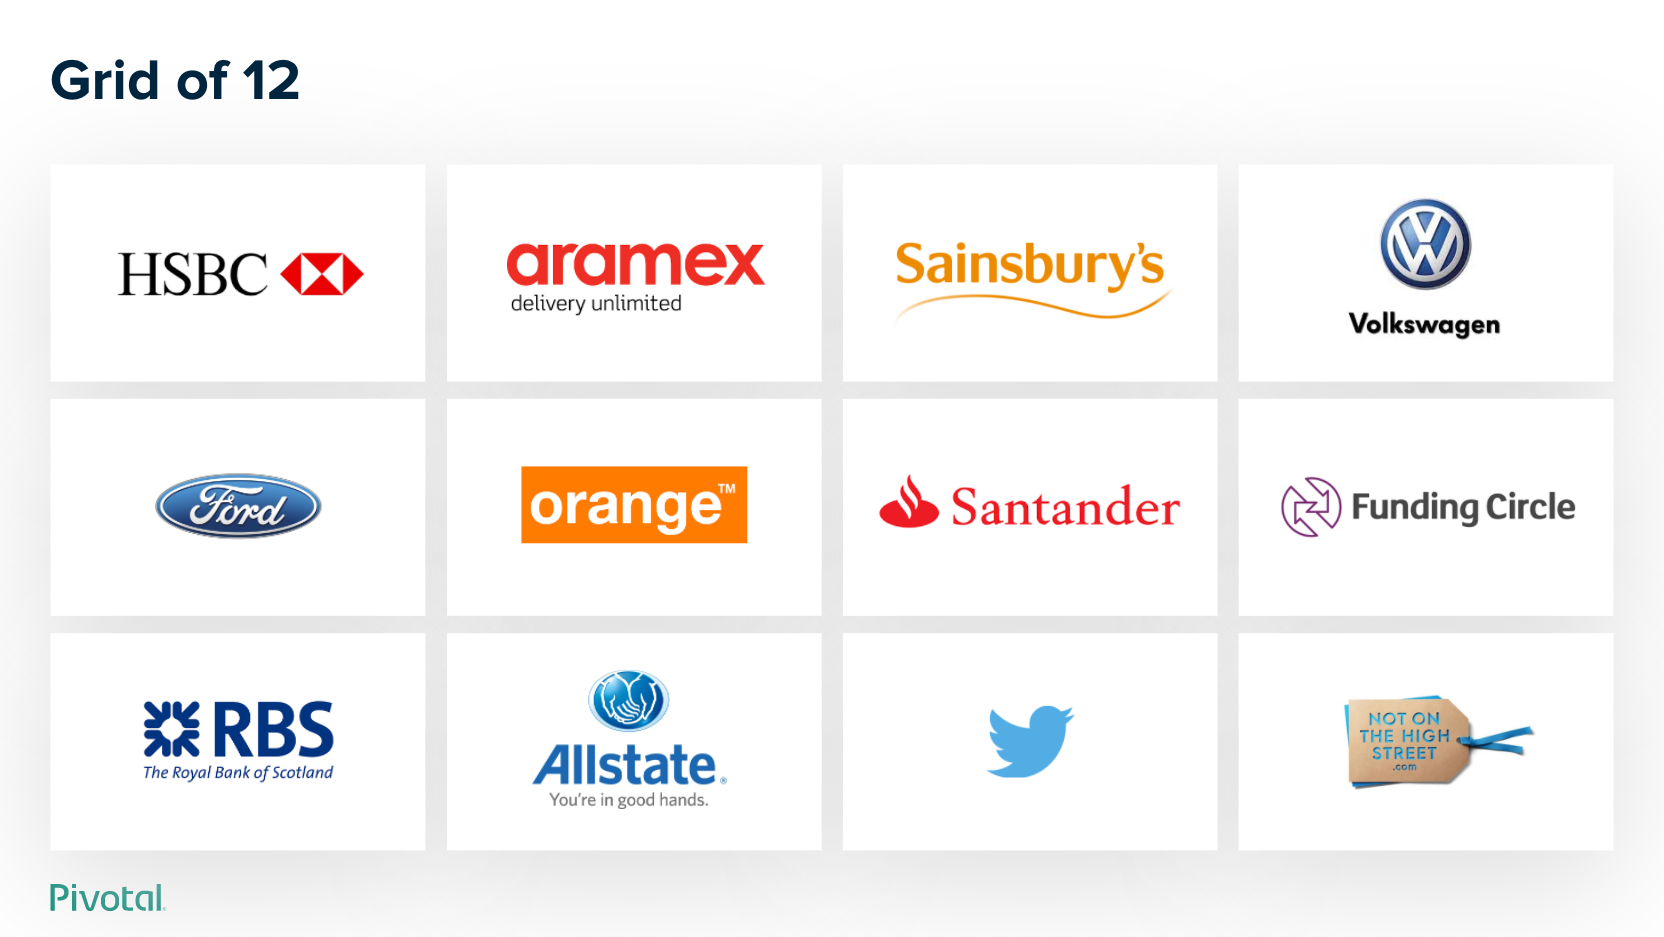 Grid of 12
HSBC
aramex
delivery unlimited
Sainsbury's
Volkswagen
Ford
orange™
Santander
Funding Circle
RBS
The Royal Bank of Scotland
Allstate®
You're in good hands.
NOT ON
THE HIGH
STREET
.com
Pivotal